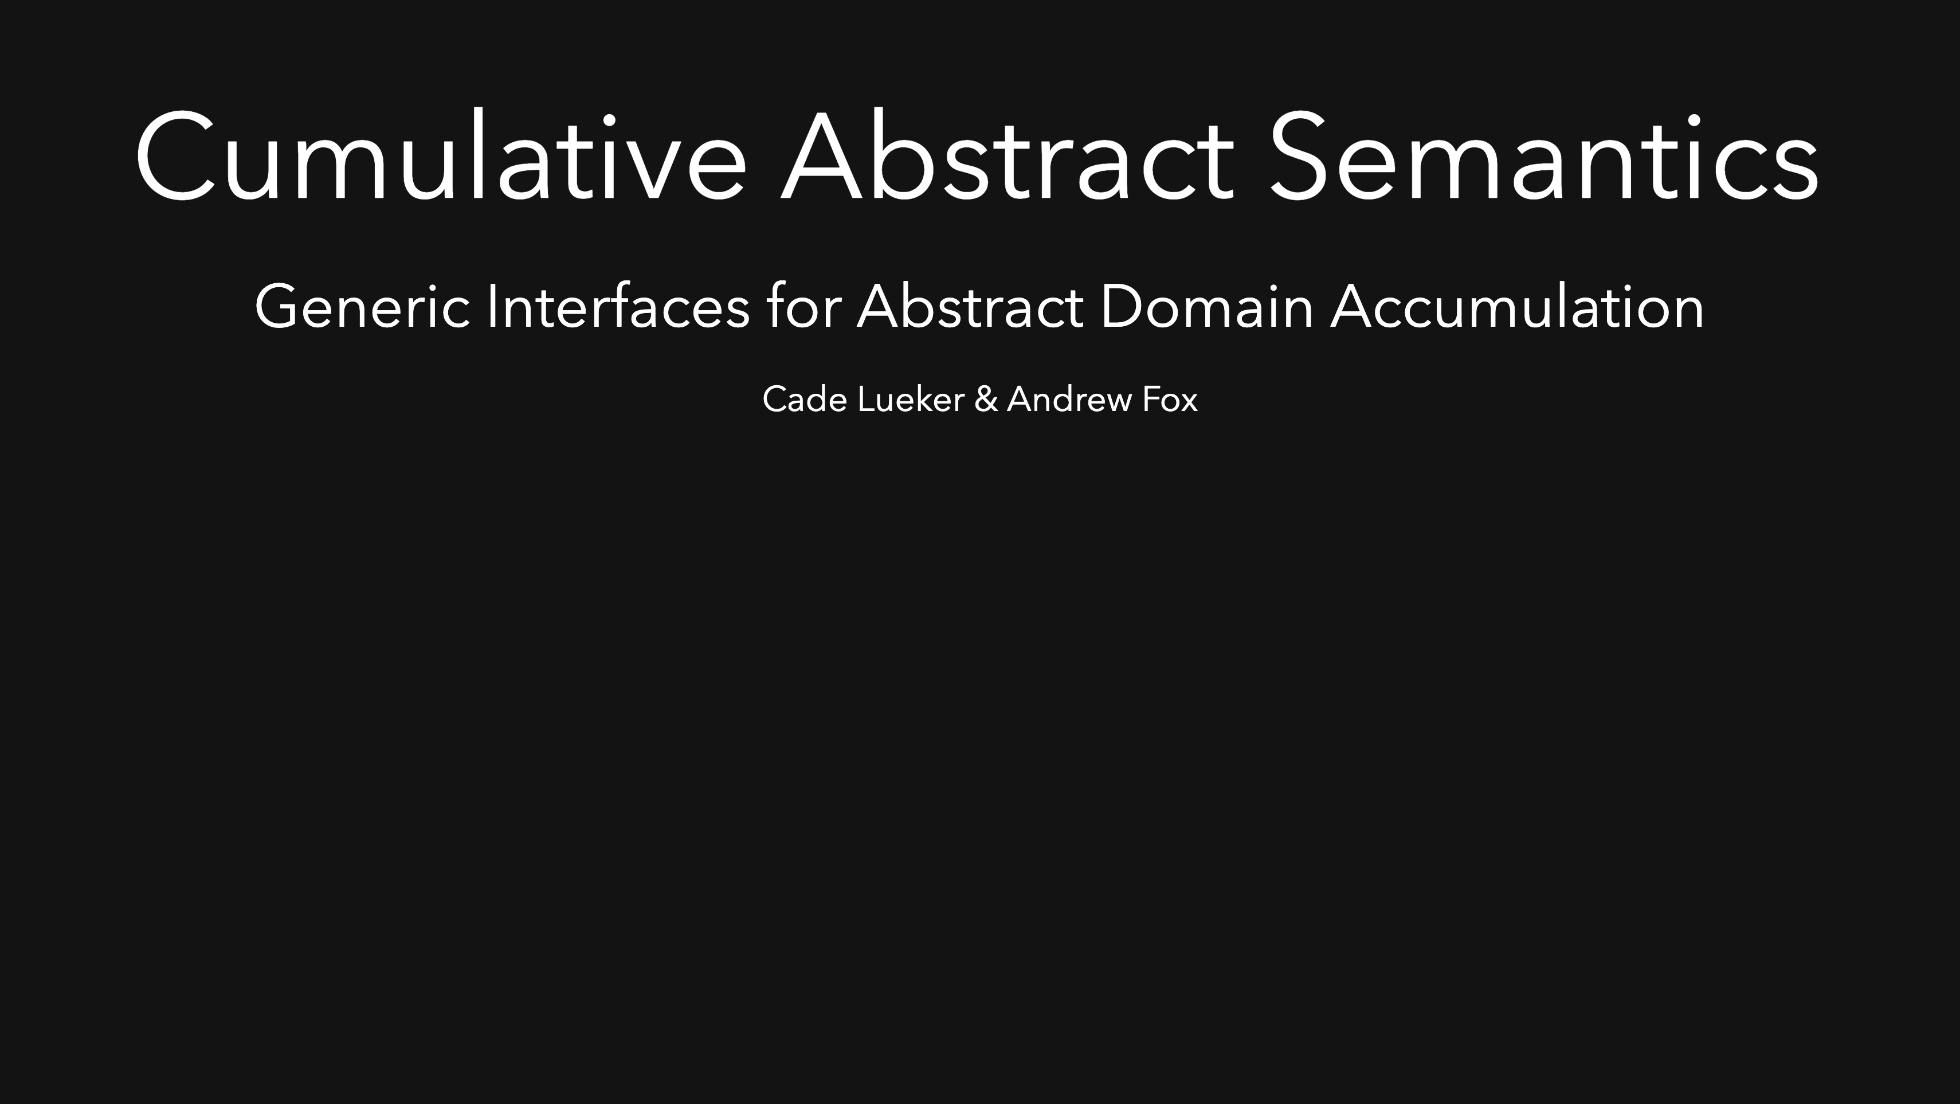 Cumulative Abstract Semantics
Generic Interfaces for Abstract Domain Accumulation
Cade Lueker & Andrew Fox